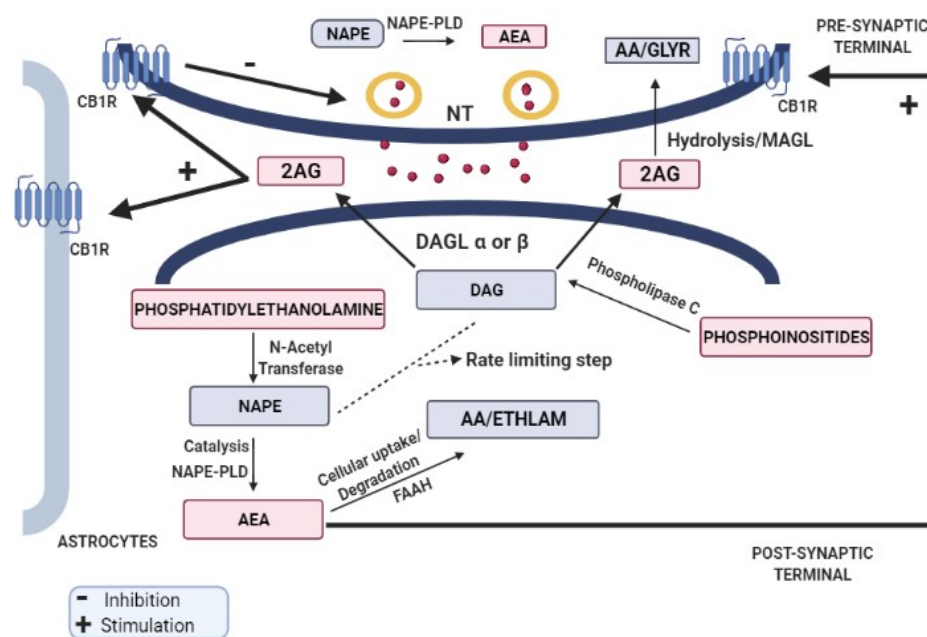 NAPE
NAPE-PLD
AEA
AA/GLYR
PRE-SYNAPTIC
TERMINAL
-
CB1R
NT
CB1R
+
Hydrolysis/MAGL
+
2AG
2AG
CB1R
DAGL α or β
DAG
Phospholipase C
PHOSPHATIDYLETHANOLAMINE
PHOSPHOINOSITIDES
N-Acetyl
Transferase
Rate limiting step
NAPE
AA/ETHLAM
Catalysis
NAPE-PLD
Cellular uptake/
Degradation
FAAH
AEA
ASTROCYTES
POST-SYNAPTIC
TERMINAL
- Inhibition
+ Stimulation